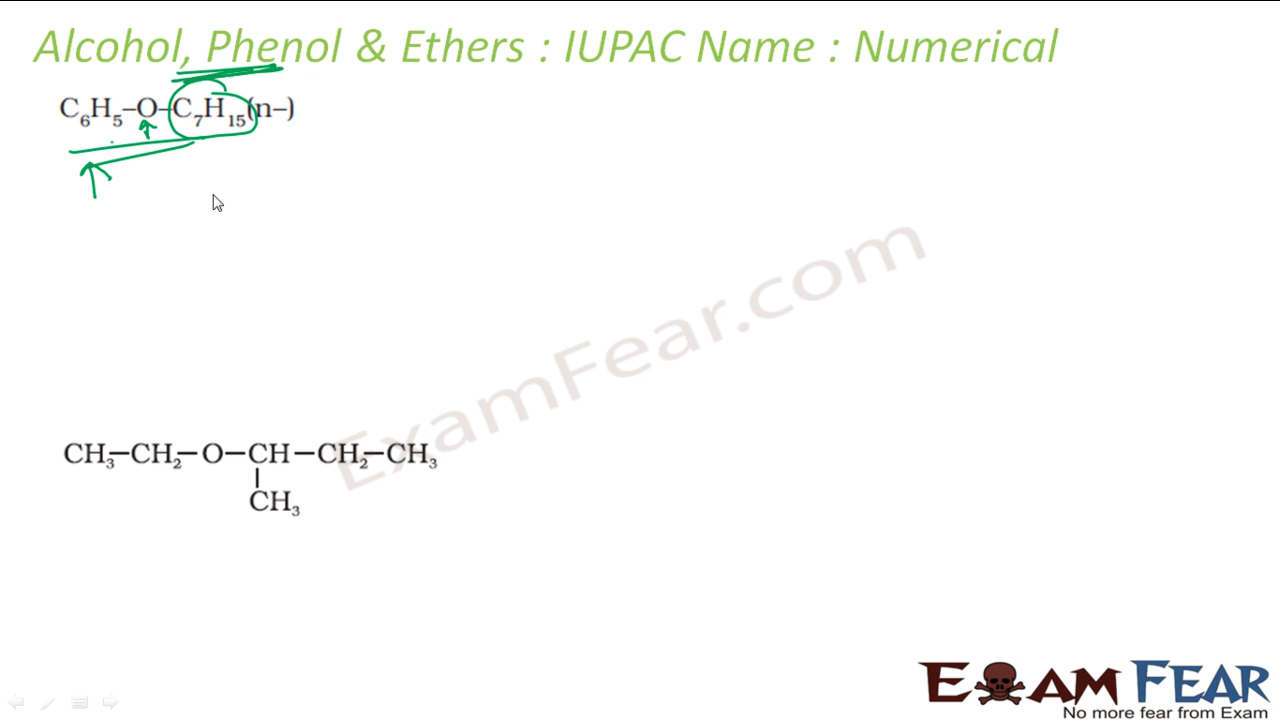 Alcohol, Phenol & Ethers : IUPAC Name : Numerical
C₆H₅–O–C₇H₁₅(n–)
ExamFear.com
CH₃–CH₂–O–CH–CH₂–CH₃
CH₃
EXAM FEAR
No more fear from Exam